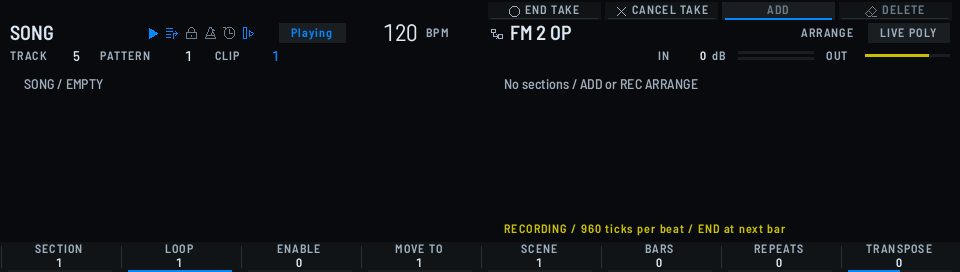 END TAKE CANCEL TAKE ADD DELETE
SONG Playing 120 BPM FM 2 OP ARRANGE LIVE POLY
TRACK 5 PATTERN 1 CLIP 1 IN 0 dB OUT
SONG / EMPTY No sections / ADD or REC ARRANGE
RECORDING / 960 ticks per beat / END at next bar
SECTION LOOP ENABLE MOVE TO SCENE BARS REPEATS TRANSPOSE
1 1 0 1 1 0 0 0